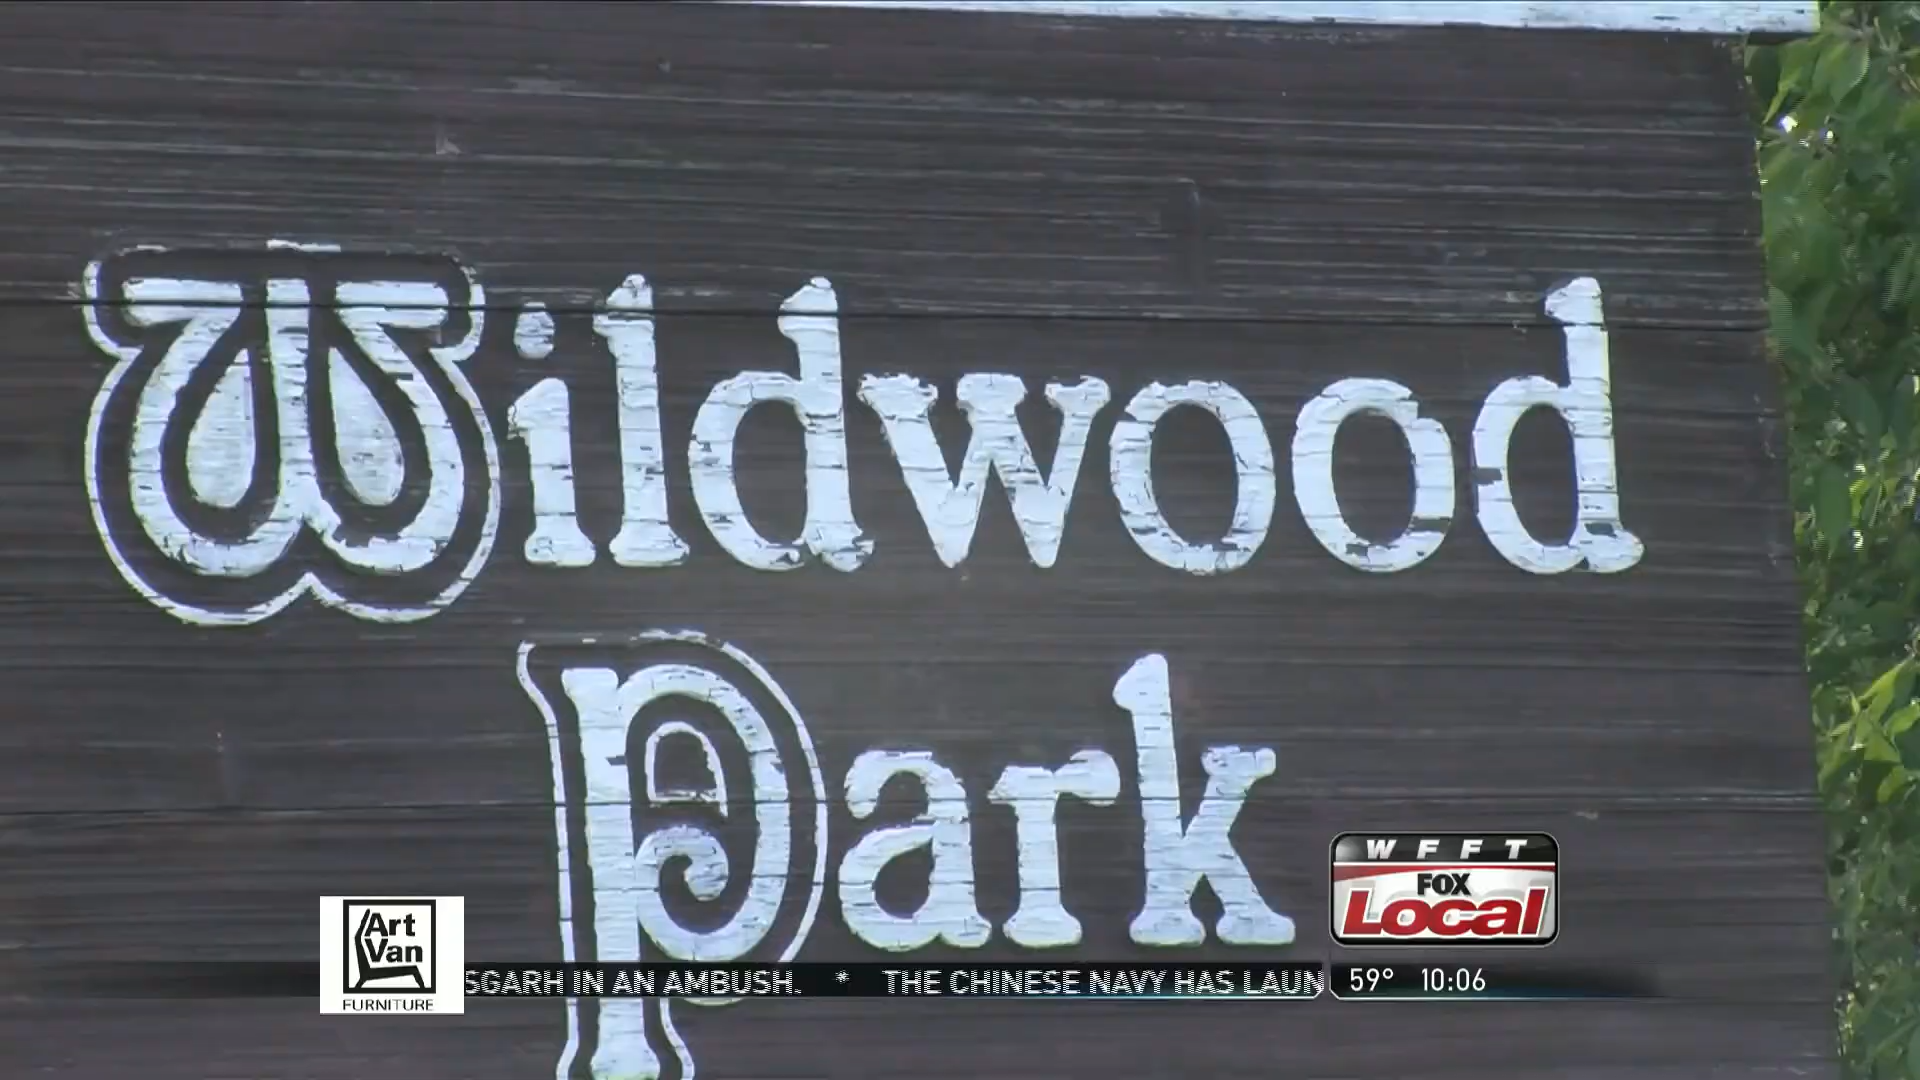 Wildwood
Park
WFFT
FOX
Local
Art
Van
FURNITURE
SGARH IN AN AMBUSH. * THE CHINESE NAVY HAS LAUN
59° 10:06